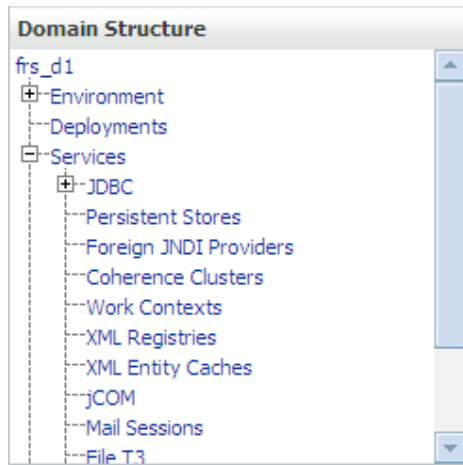 Domain Structure
frs_d1
Environment
Deployments
Services
JDBC
Persistent Stores
Foreign JNDI Providers
Coherence Clusters
Work Contexts
XML Registries
XML Entity Caches
jCOM
Mail Sessions
File T3